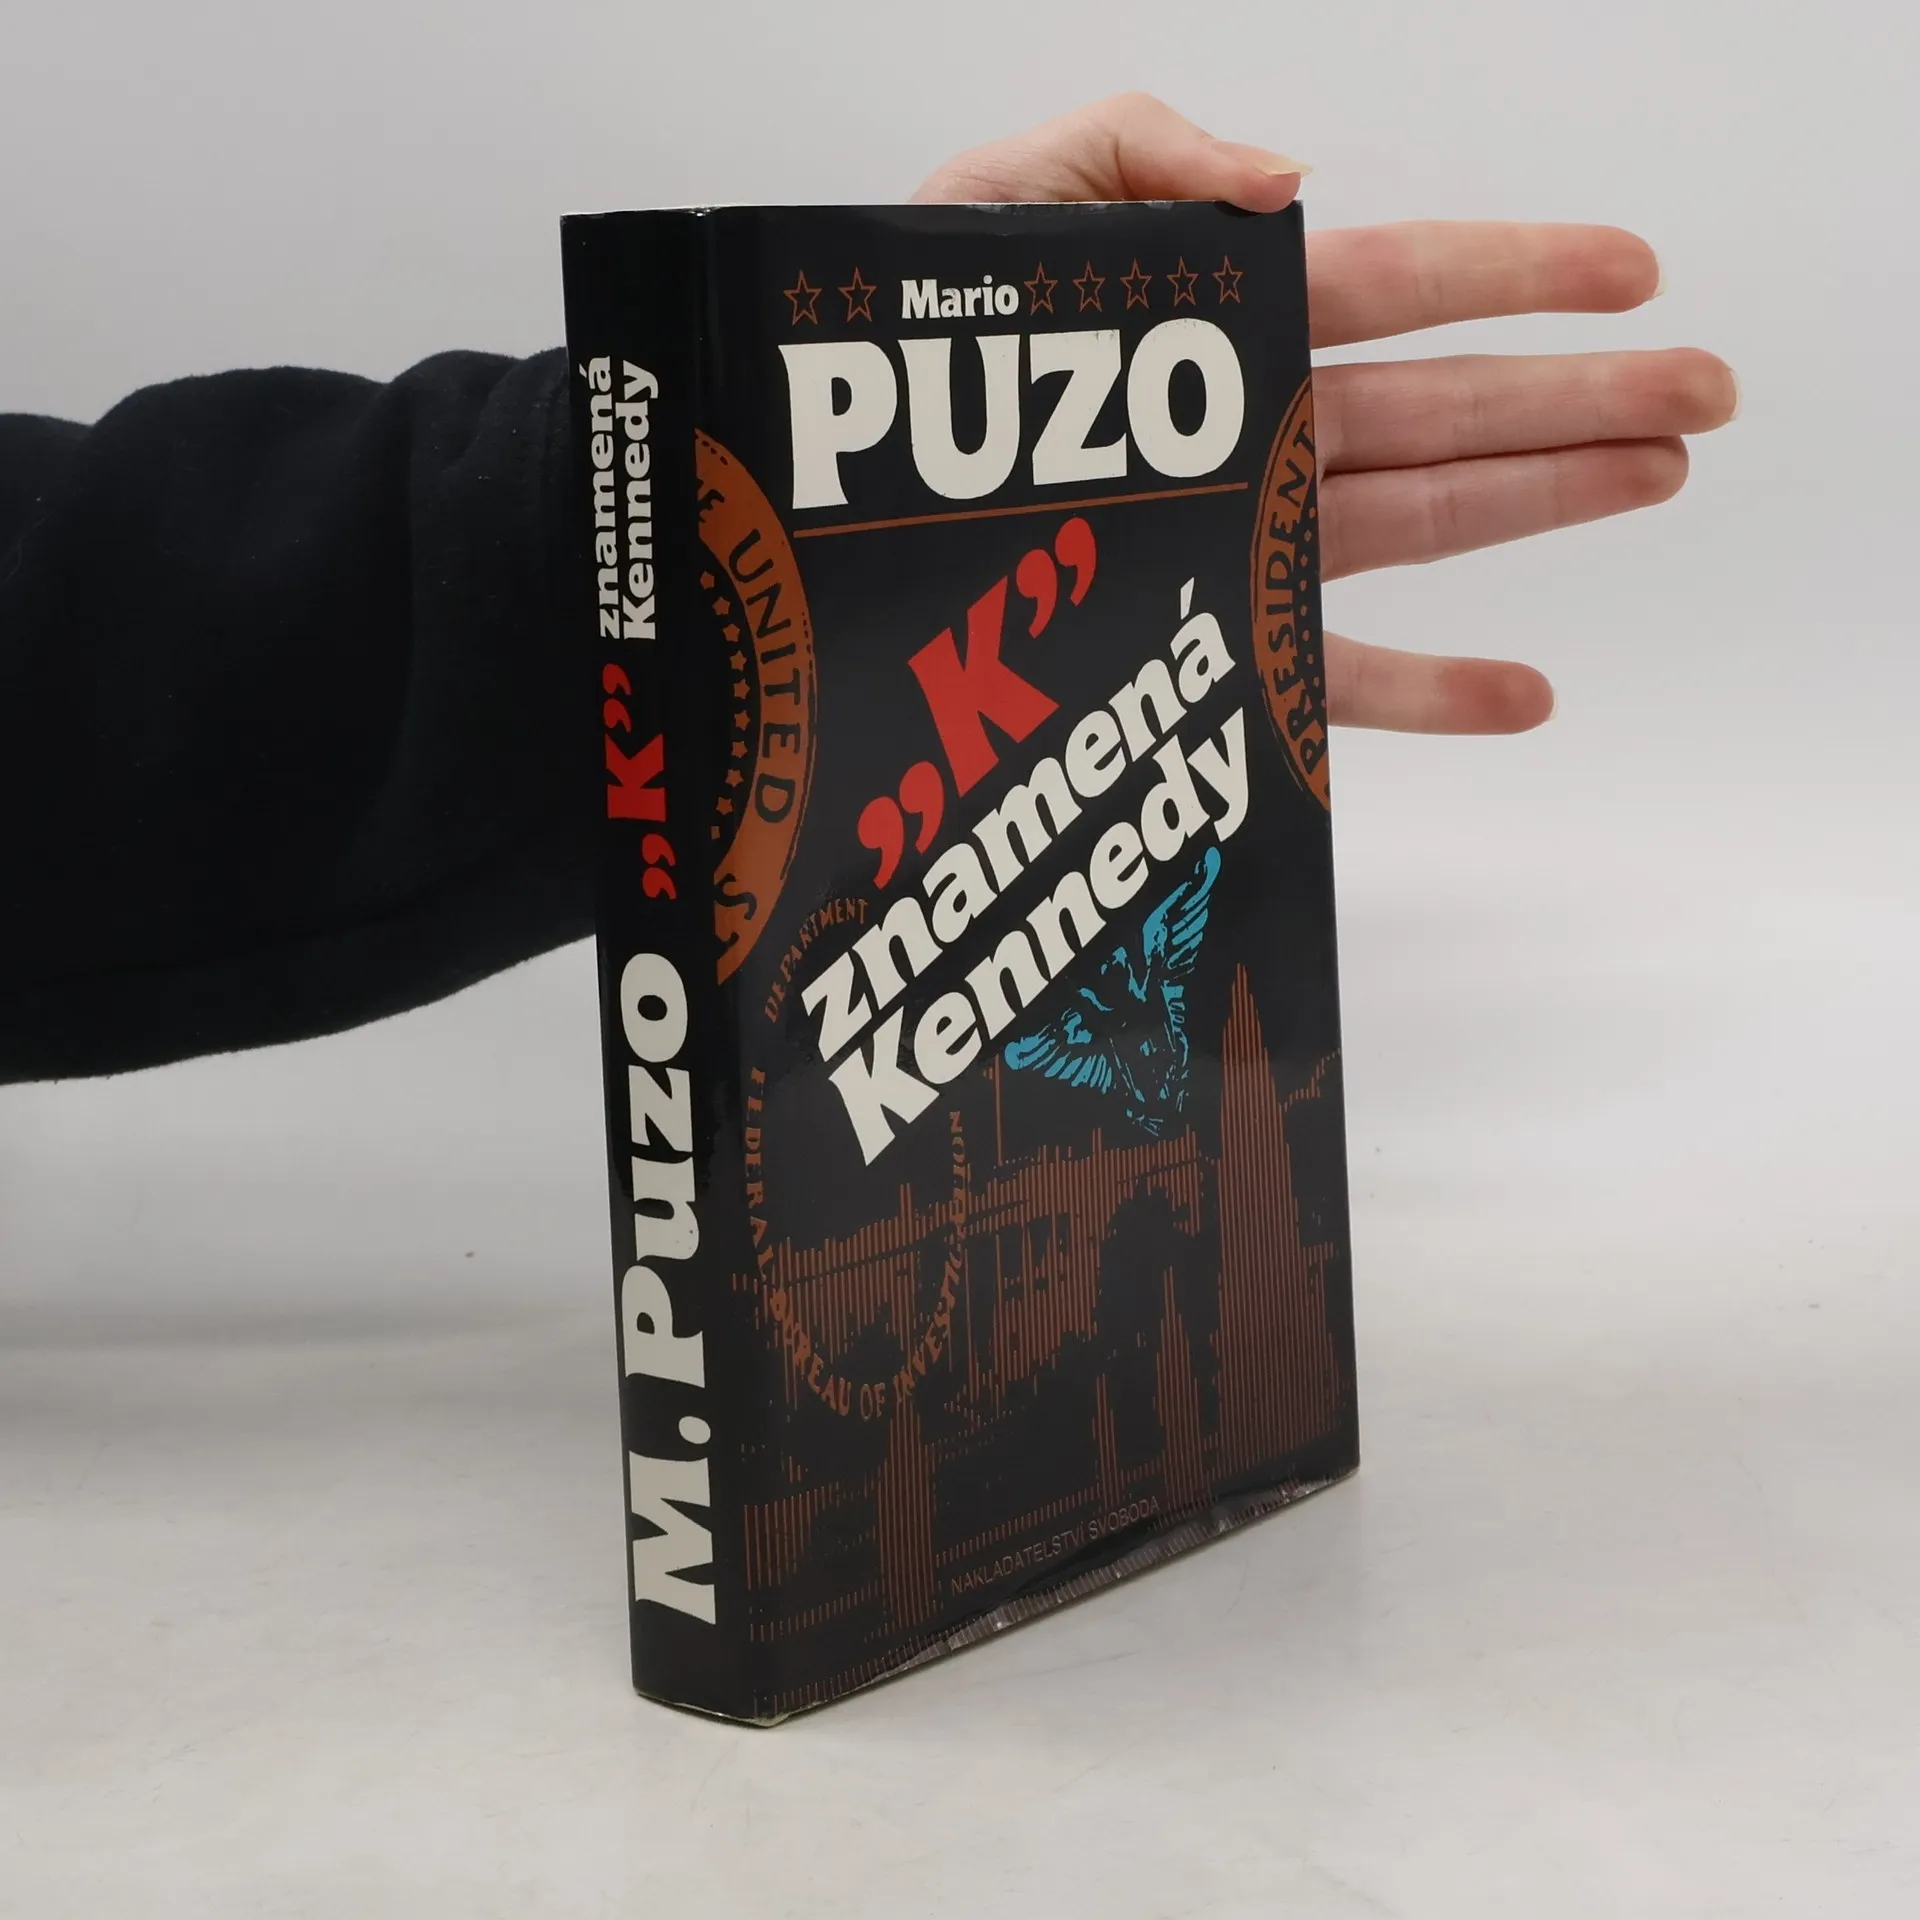 Mario
PUZO
„K”
znamená
Kennedy
UNITED
S
PRESIDENT
DEPARTMENT
FEDERAL BUREAU OF INVESTIGATION
NAKLADATELSTVÍ SVOBODA
M. Puzo „K” znamená
Kennedy